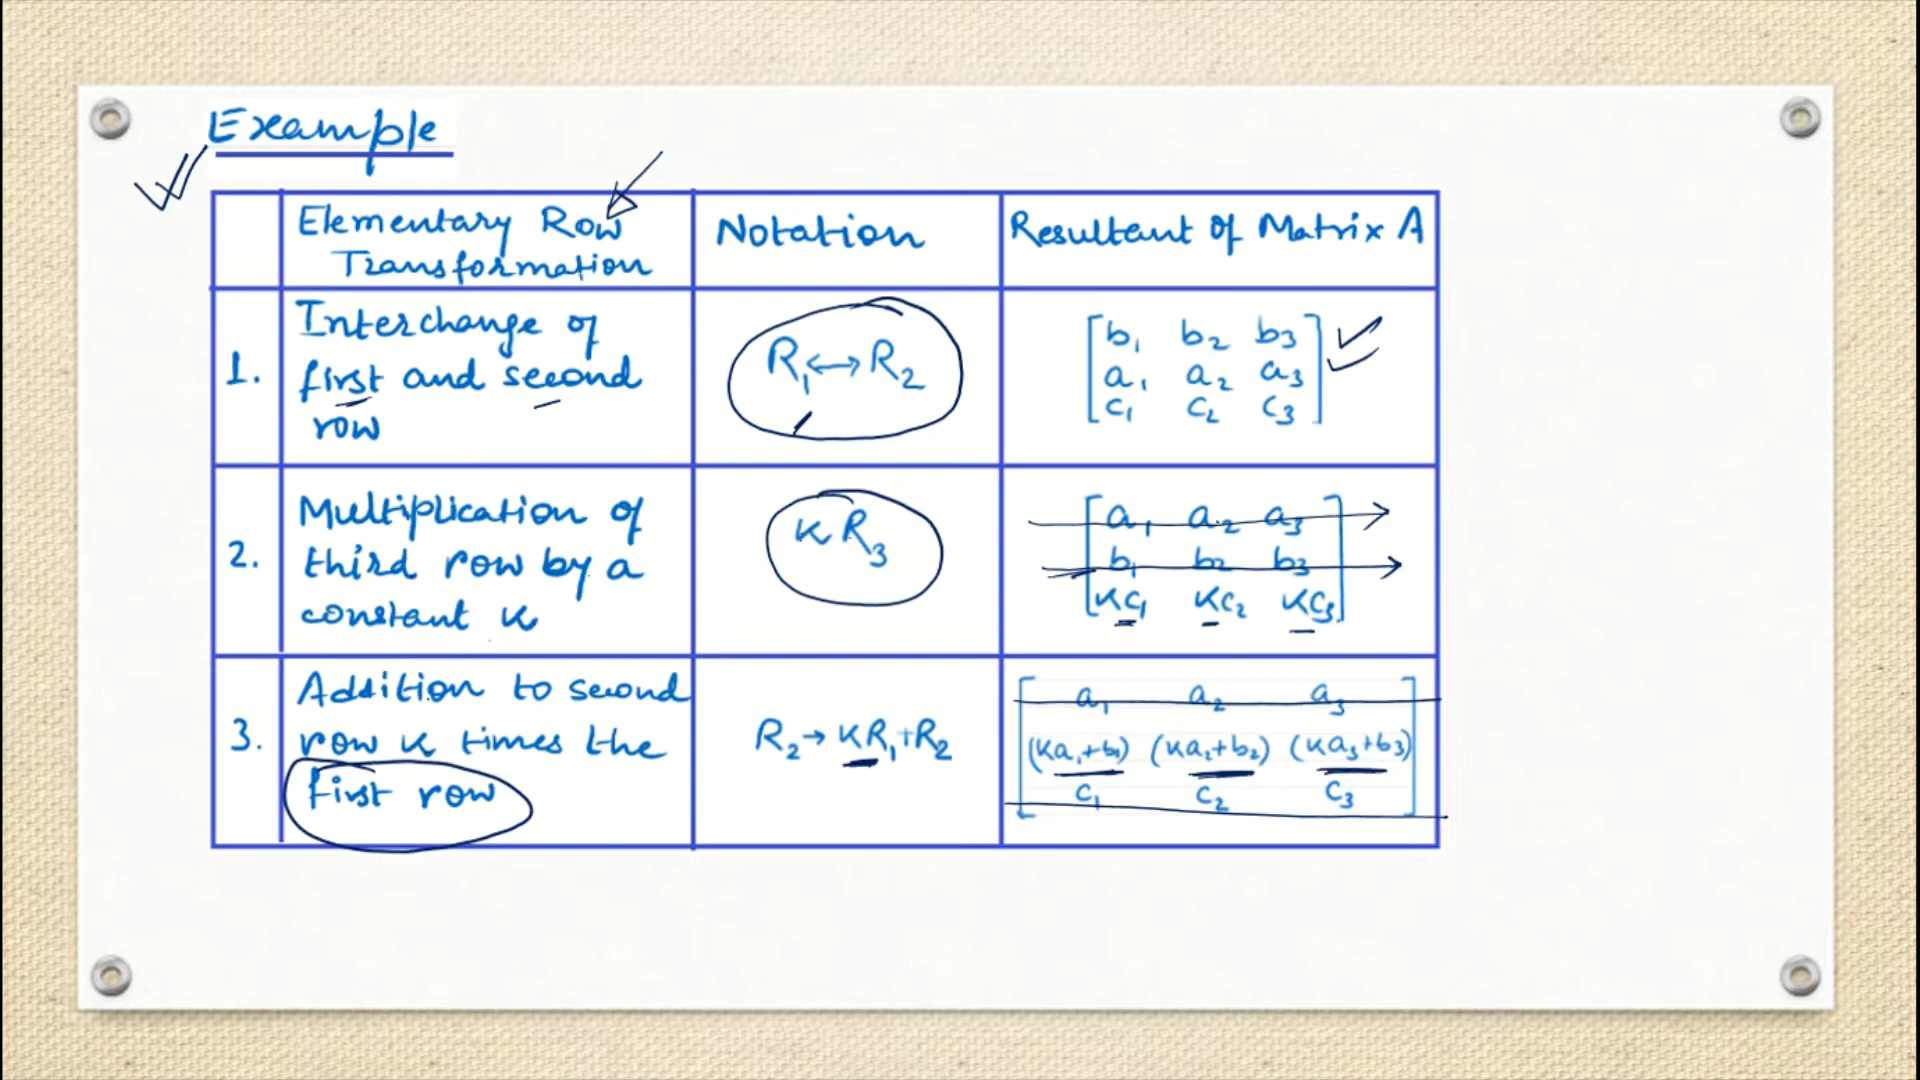 Example
Elementary Row
Transformation
Notation
Resultant of Matrix A
1.
Interchange of
first and second
row
R₁↔R₂
[b₁ b₂ b₃]
[a₁ a₂ a₃]
[c₁ c₂ c₃]
2.
Multiplication of
third row by a
constant K
KR₃
[a₁ a₂ a₃]
[b₁ b₂ b₃]
[KC₁ KC₂ KC₃]
3.
Addition to second
row K times the
first row
R₂→KR₁+R₂
[a₁ a₂ a₃]
[(Ka₁+b₁) (Ka₂+b₂) (Ka₃+b₃)]
[C₁ C₂ C₃]